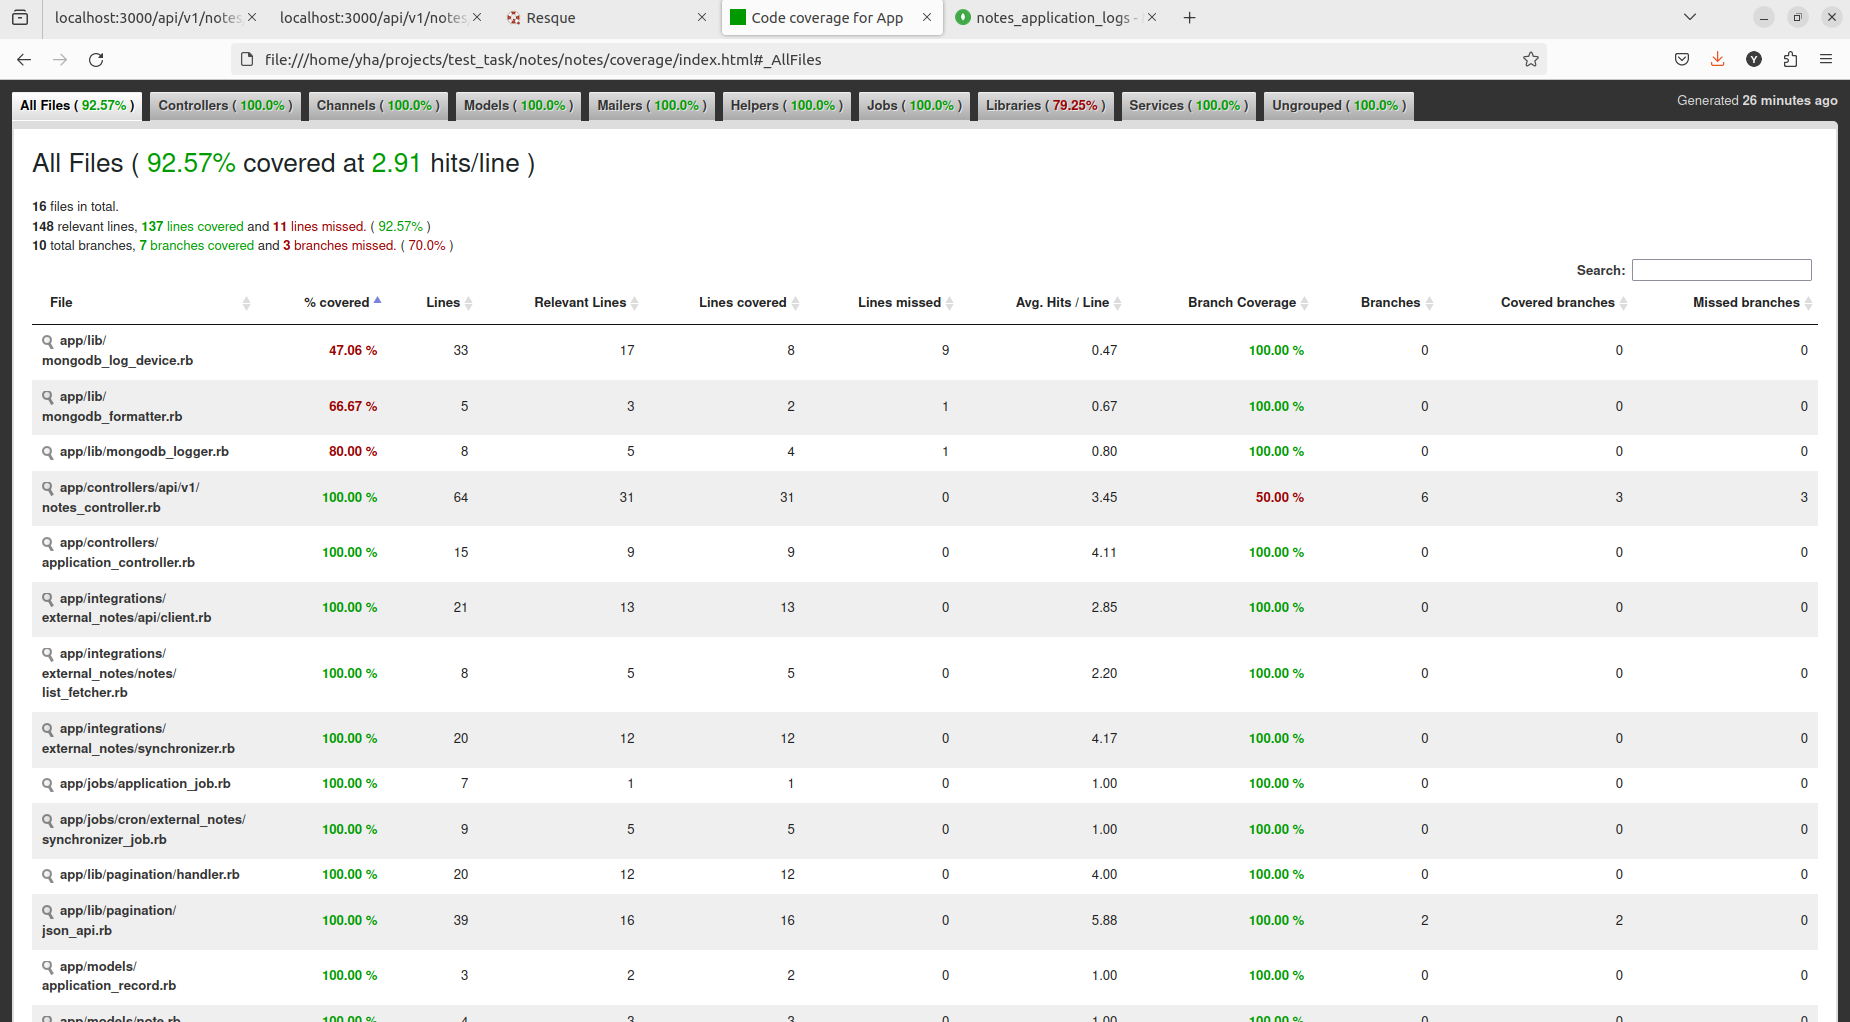 localhost:3000/api/v1/notes
localhost:3000/api/v1/notes
Resque
Code coverage for App
notes_application_logs -
file:///home/yha/projects/test_task/notes/notes/coverage/index.html#_AllFiles
Y
All Files ( 92.57% )
Controllers ( 100.0% )
Channels ( 100.0% )
Models ( 100.0% )
Mailers ( 100.0% )
Helpers ( 100.0% )
Jobs ( 100.0% )
Libraries ( 79.25% )
Services ( 100.0% )
Ungrouped ( 100.0% )
Generated 26 minutes ago
All Files ( 92.57% covered at 2.91 hits/line )
16 files in total.
148 relevant lines, 137 lines covered and 11 lines missed. ( 92.57% )
10 total branches, 7 branches covered and 3 branches missed. ( 70.0% )
Search:
File % covered Lines Relevant Lines Lines covered Lines missed Avg. Hits / Line Branch Coverage Branches Covered branches Missed branches
app/lib/
mongodb_log_device.rb 47.06 % 33 17 8 9 0.47 100.00 % 0 0 0
app/lib/
mongodb_formatter.rb 66.67 % 5 3 2 1 0.67 100.00 % 0 0 0
app/lib/mongodb_logger.rb 80.00 % 8 5 4 1 0.80 100.00 % 0 0 0
app/controllers/api/v1/
notes_controller.rb 100.00 % 64 31 31 0 3.45 50.00 % 6 3 3
app/controllers/
application_controller.rb 100.00 % 15 9 9 0 4.11 100.00 % 0 0 0
app/integrations/
external_notes/api/client.rb 100.00 % 21 13 13 0 2.85 100.00 % 0 0 0
app/integrations/
external_notes/notes/
list_fetcher.rb 100.00 % 8 5 5 0 2.20 100.00 % 0 0 0
app/integrations/
external_notes/synchronizer.rb 100.00 % 20 12 12 0 4.17 100.00 % 0 0 0
app/jobs/application_job.rb 100.00 % 7 1 1 0 1.00 100.00 % 0 0 0
app/jobs/cron/external_notes/
synchronizer_job.rb 100.00 % 9 5 5 0 1.00 100.00 % 0 0 0
app/lib/pagination/handler.rb 100.00 % 20 12 12 0 4.00 100.00 % 0 0 0
app/lib/pagination/
json_api.rb 100.00 % 39 16 16 0 5.88 100.00 % 2 2 0
app/models/
application_record.rb 100.00 % 3 2 2 0 1.00 100.00 % 0 0 0
app/models/note.rb 100.00 % 4 3 3 0 1.00 100.00 % 0 0 0